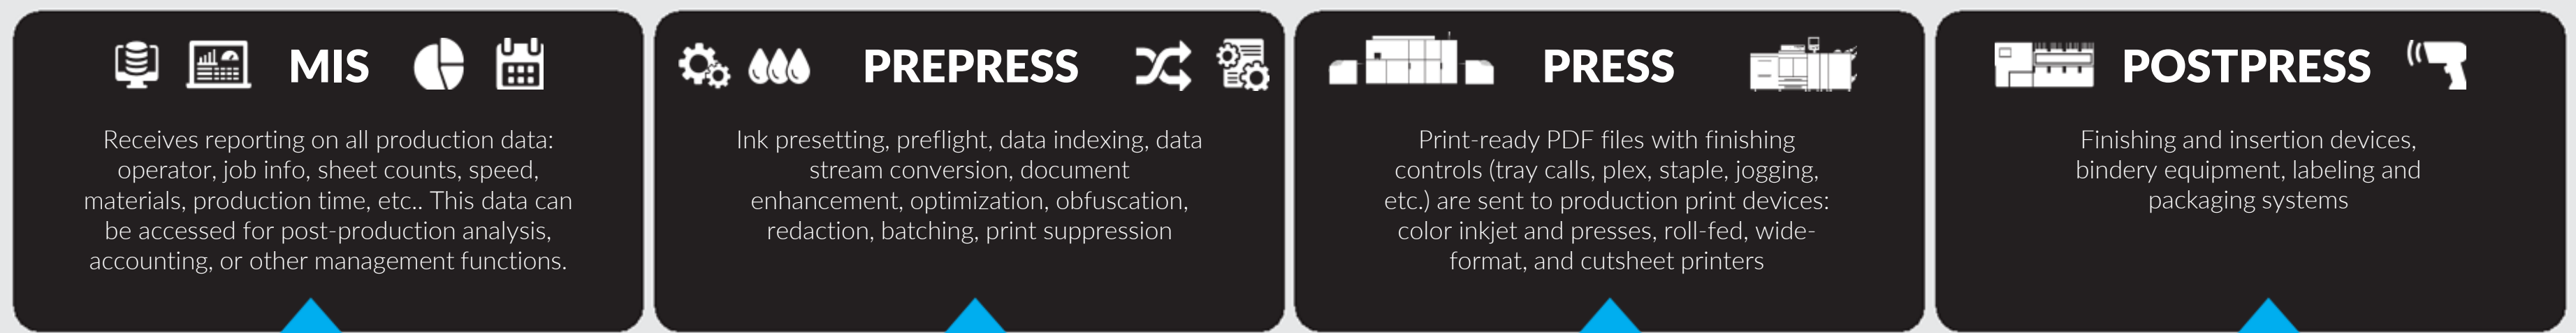 MIS
Receives reporting on all production data:
operator, job info, sheet counts, speed,
materials, production time, etc.. This data can
be accessed for post-production analysis,
accounting, or other management functions.
PREPRESS
Ink presetting, preflight, data indexing, data
stream conversion, document
enhancement, optimization, obfuscation,
redaction, batching, print suppression
PRESS
Print-ready PDF files with finishing
controls (tray calls, plex, staple, jogging,
etc.) are sent to production print devices:
color inkjet and presses, roll-fed, wide-
format, and cutsheet printers
POSTPRESS
Finishing and insertion devices,
bindery equipment, labeling and
packaging systems